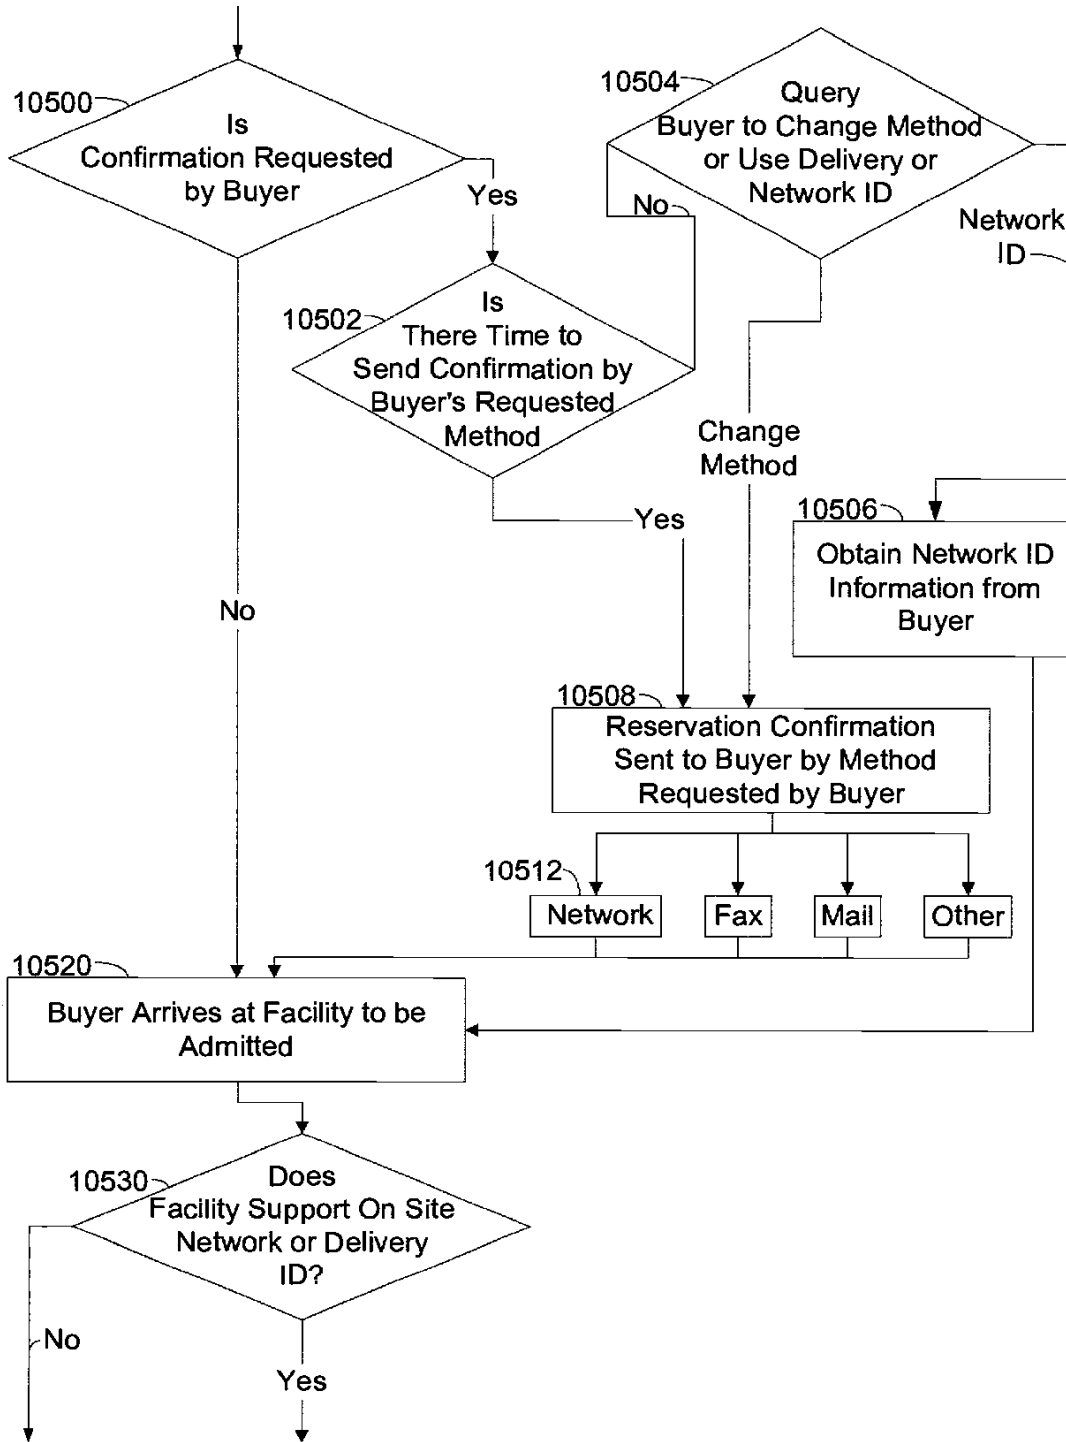 10500
Is
Confirmation Requested
by Buyer
Yes
No
10504
Query
Buyer to Change Method
or Use Delivery or
Network ID
No
Network
ID
10502
Is
There Time to
Send Confirmation by
Buyer's Requested
Method
Yes
Change
Method
10506
Obtain Network ID
Information from
Buyer
10508
Reservation Confirmation
Sent to Buyer by Method
Requested by Buyer
10512
Network
Fax
Mail
Other
10520
Buyer Arrives at Facility to be
Admitted
10530
Does
Facility Support On Site
Network or Delivery
ID?
No
Yes